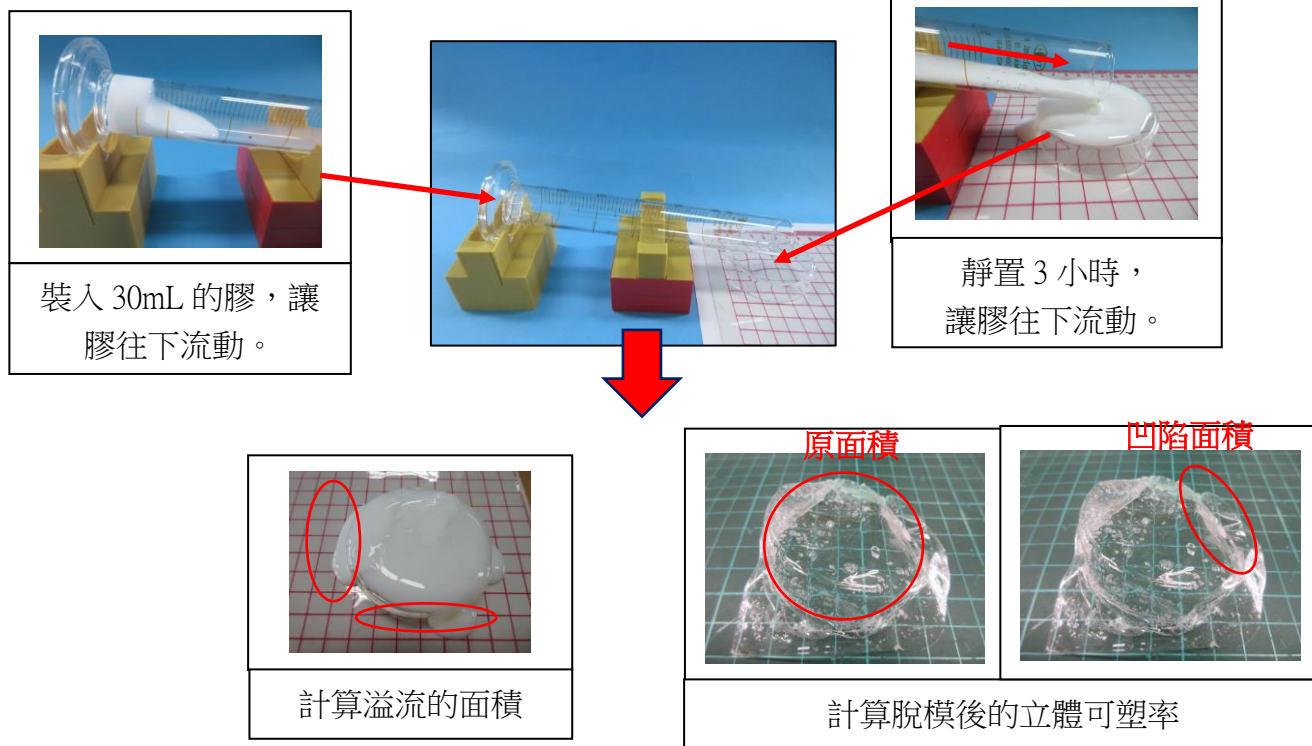 裝入 30mL 的膠，讓
膠往下流動。
靜置 3 小時，
讓膠往下流動。
原面積
凹陷面積
計算溢流的面積
計算脫模後的立體可塑率